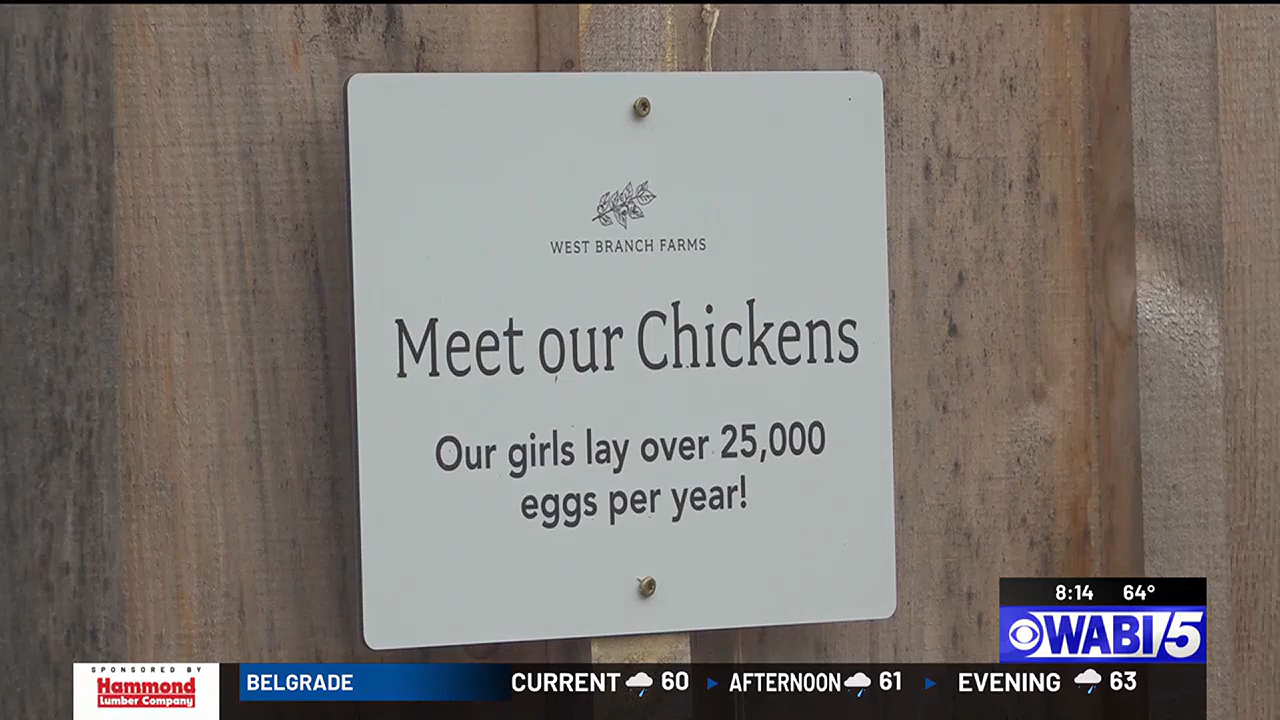 WEST BRANCH FARMS
Meet our Chickens
Our girls lay over 25,000
eggs per year!
8:14 64°
WABI 5
SPONSORED BY
Hammond
Lumber Company
BELGRADE
CURRENT 60 AFTERNOON 61 EVENING 63